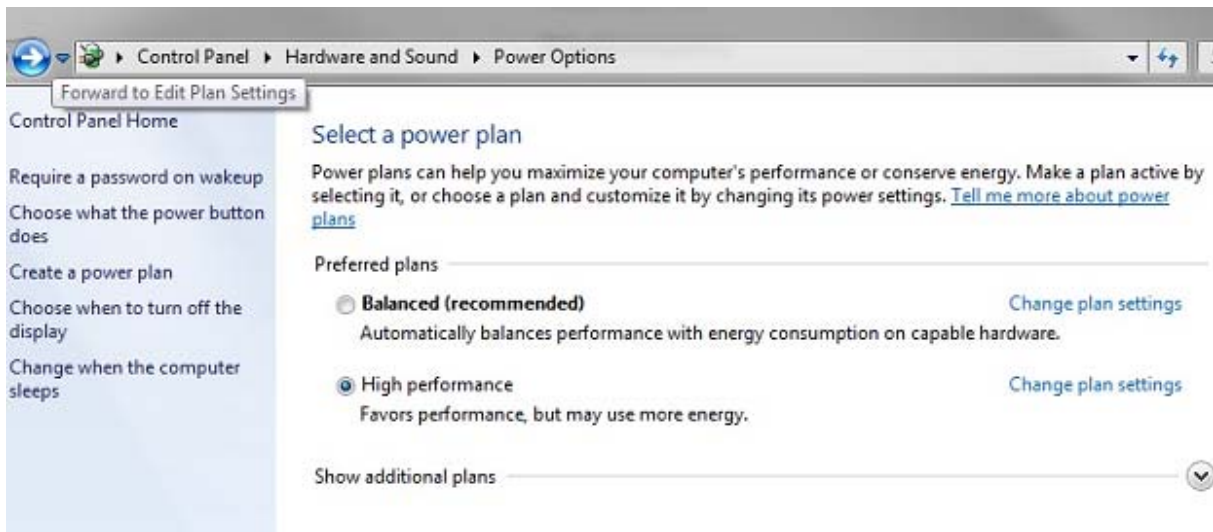 Control Panel Hardware and Sound Power Options
Forward to Edit Plan Settings
Control Panel Home
Require a password on wakeup
Choose what the power button
does
Create a power plan
Choose when to turn off the
display
Change when the computer
sleeps
Select a power plan
Power plans can help you maximize your computer's performance or conserve energy. Make a plan active by
selecting it, or choose a plan and customize it by changing its power settings. Tell me more about power
plans
Preferred plans
Balanced (recommended) Change plan settings
Automatically balances performance with energy consumption on capable hardware.
High performance Change plan settings
Favors performance, but may use more energy.
Show additional plans